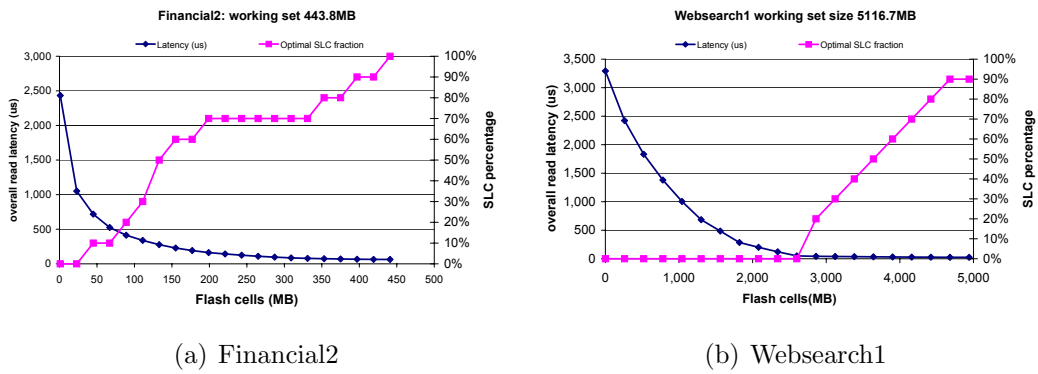 Financial2: working set 443.8MB
Latency (us)
Optimal SLC fraction
overall read latency (us)
3,000
2,500
2,000
1,500
1,000
500
0
100%
90%
80%
70%
60%
50%
40%
30%
20%
10%
0%
SLC percentage
0 50 100 150 200 250 300 350 400 450 500
Flash cells (MB)
(a) Financial2
Websearch1 working set size 5116.7MB
Latency (us)
Optimal SLC fraction
overall read latency (us)
3,500
3,000
2,500
2,000
1,500
1,000
500
0
100%
90%
80%
70%
60%
50%
40%
30%
20%
10%
0%
SLC percentage
0 1,000 2,000 3,000 4,000 5,000
Flash cells(MB)
(b) Websearch1